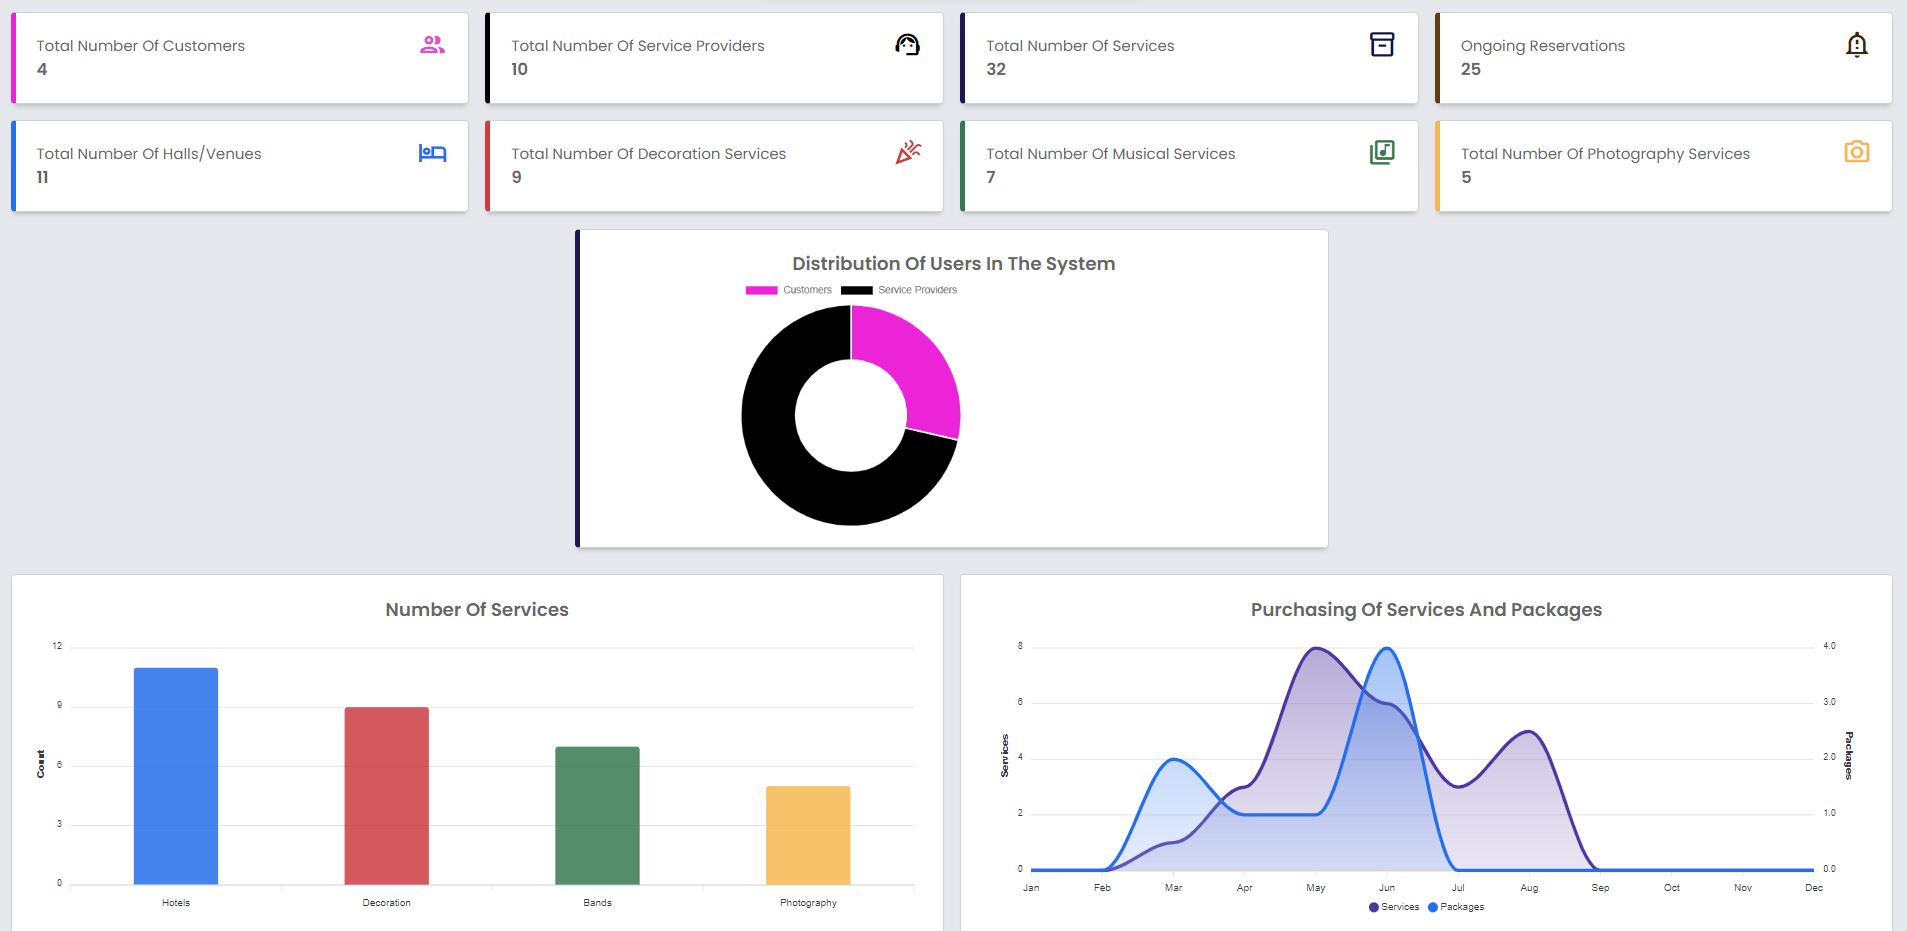 Total Number Of Customers
4
Total Number Of Service Providers
10
Total Number Of Services
32
Ongoing Reservations
25
Total Number Of Halls/Venues
11
Total Number Of Decoration Services
9
Total Number Of Musical Services
7
Total Number Of Photography Services
5
Distribution Of Users In The System
Customers Service Providers
Number Of Services
12
9
6
3
0
Count
Hotels Decoration Bands Photography
Purchasing Of Services And Packages
8
6
4
2
0
Services
4.0
3.0
2.0
1.0
0.0
Packages
Jan Feb Mar Apr May Jun Jul Aug Sep Oct Nov Dec
Services Packages